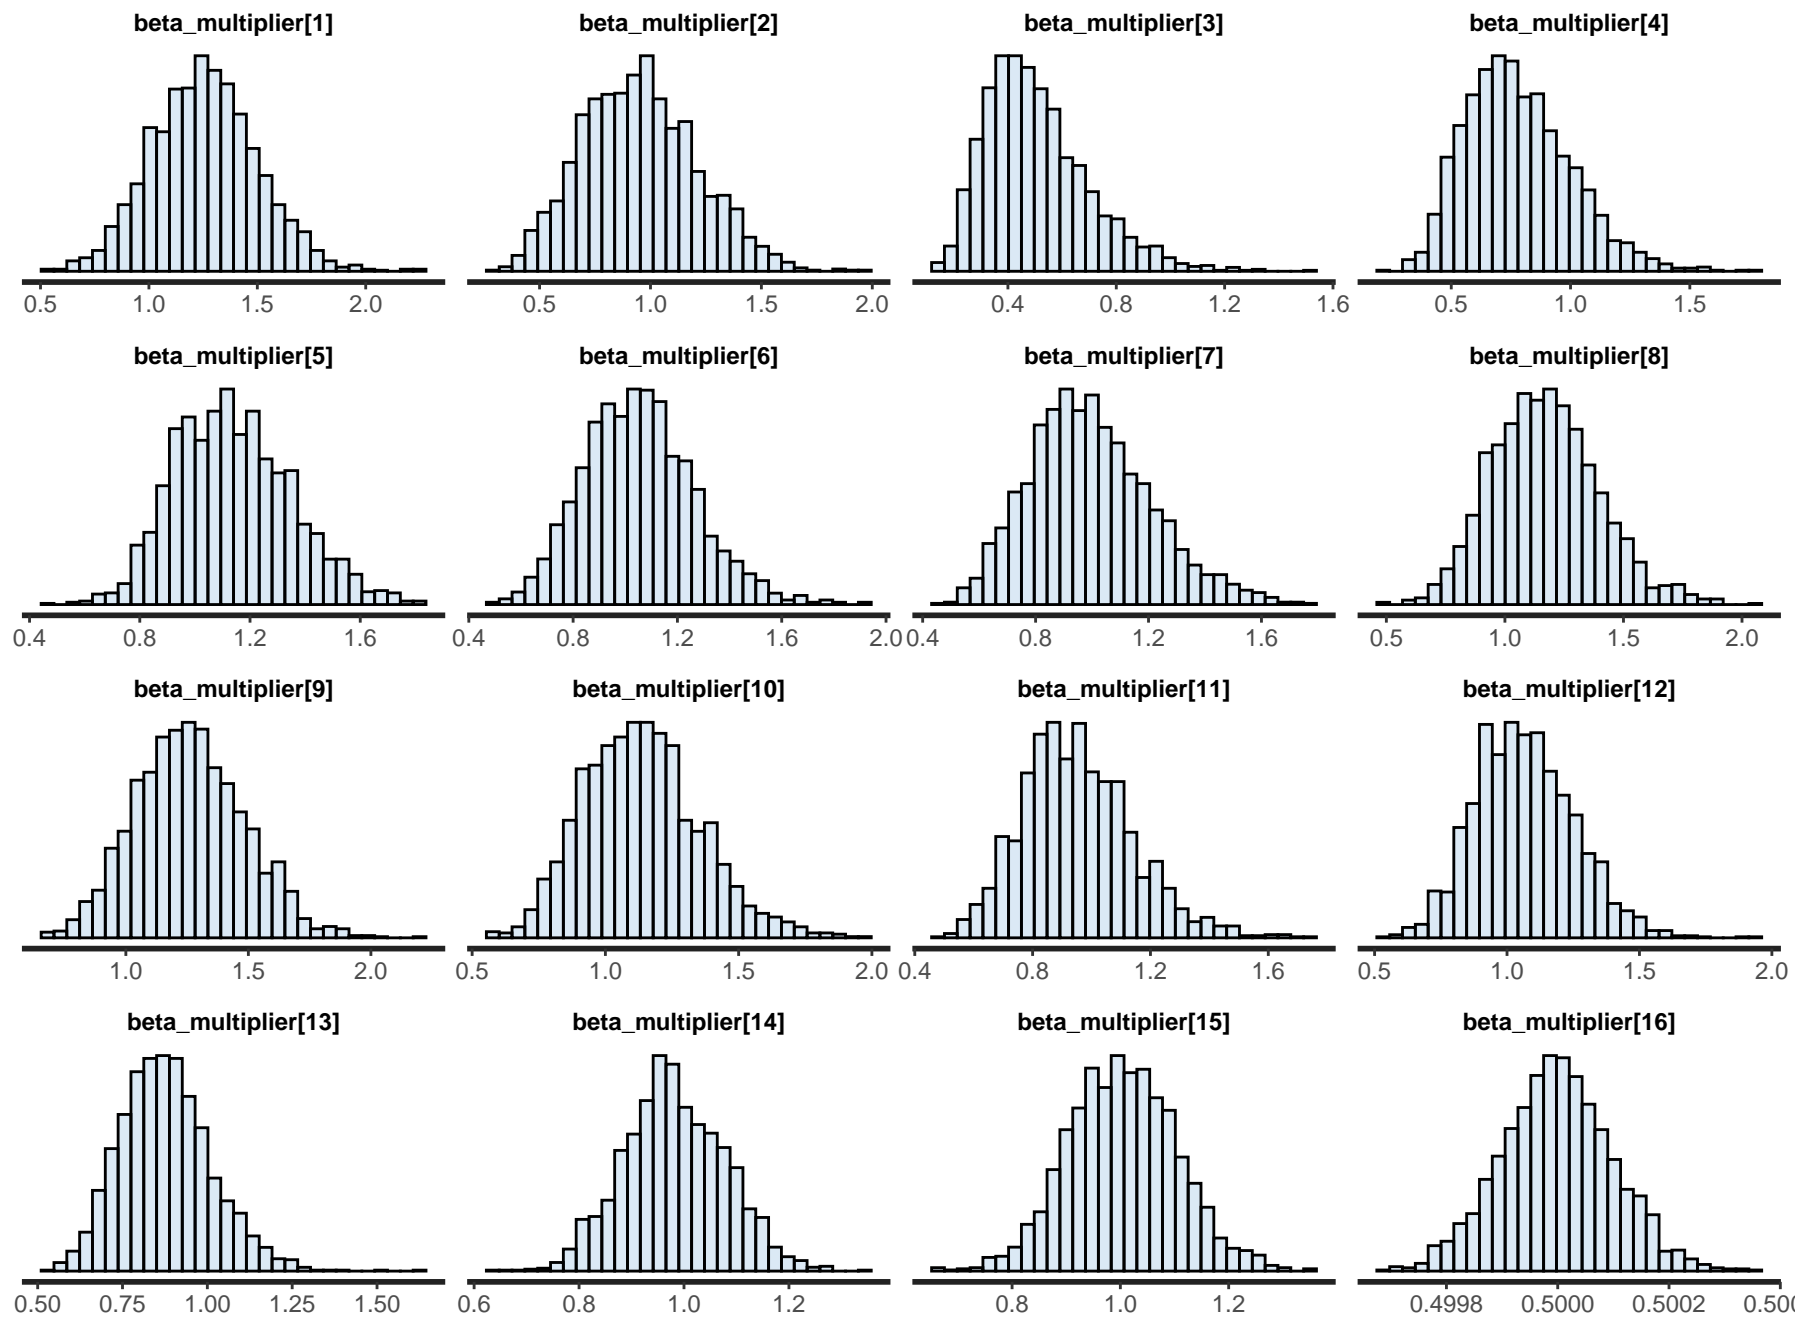 beta_multiplier[1] beta_multiplier[2] beta_multiplier[3] beta_multiplier[4]
0.5 1.0 1.5 2.0 0.5 1.0 1.5 2.0 0.4 0.8 1.2 1.6 0.5 1.0 1.5
beta_multiplier[5] beta_multiplier[6] beta_multiplier[7] beta_multiplier[8]
0.4 0.8 1.2 1.6 0.4 0.8 1.2 1.6 2.0 0.4 0.8 1.2 1.6 0.5 1.0 1.5 2.0
beta_multiplier[9] beta_multiplier[10] beta_multiplier[11] beta_multiplier[12]
1.0 1.5 2.0 0.5 1.0 1.5 2.0 0.4 0.8 1.2 1.6 0.5 1.0 1.5 2.0
beta_multiplier[13] beta_multiplier[14] beta_multiplier[15] beta_multiplier[16]
0.50 0.75 1.00 1.25 1.50 0.6 0.8 1.0 1.2 0.8 1.0 1.2 0.4998 0.5000 0.5002